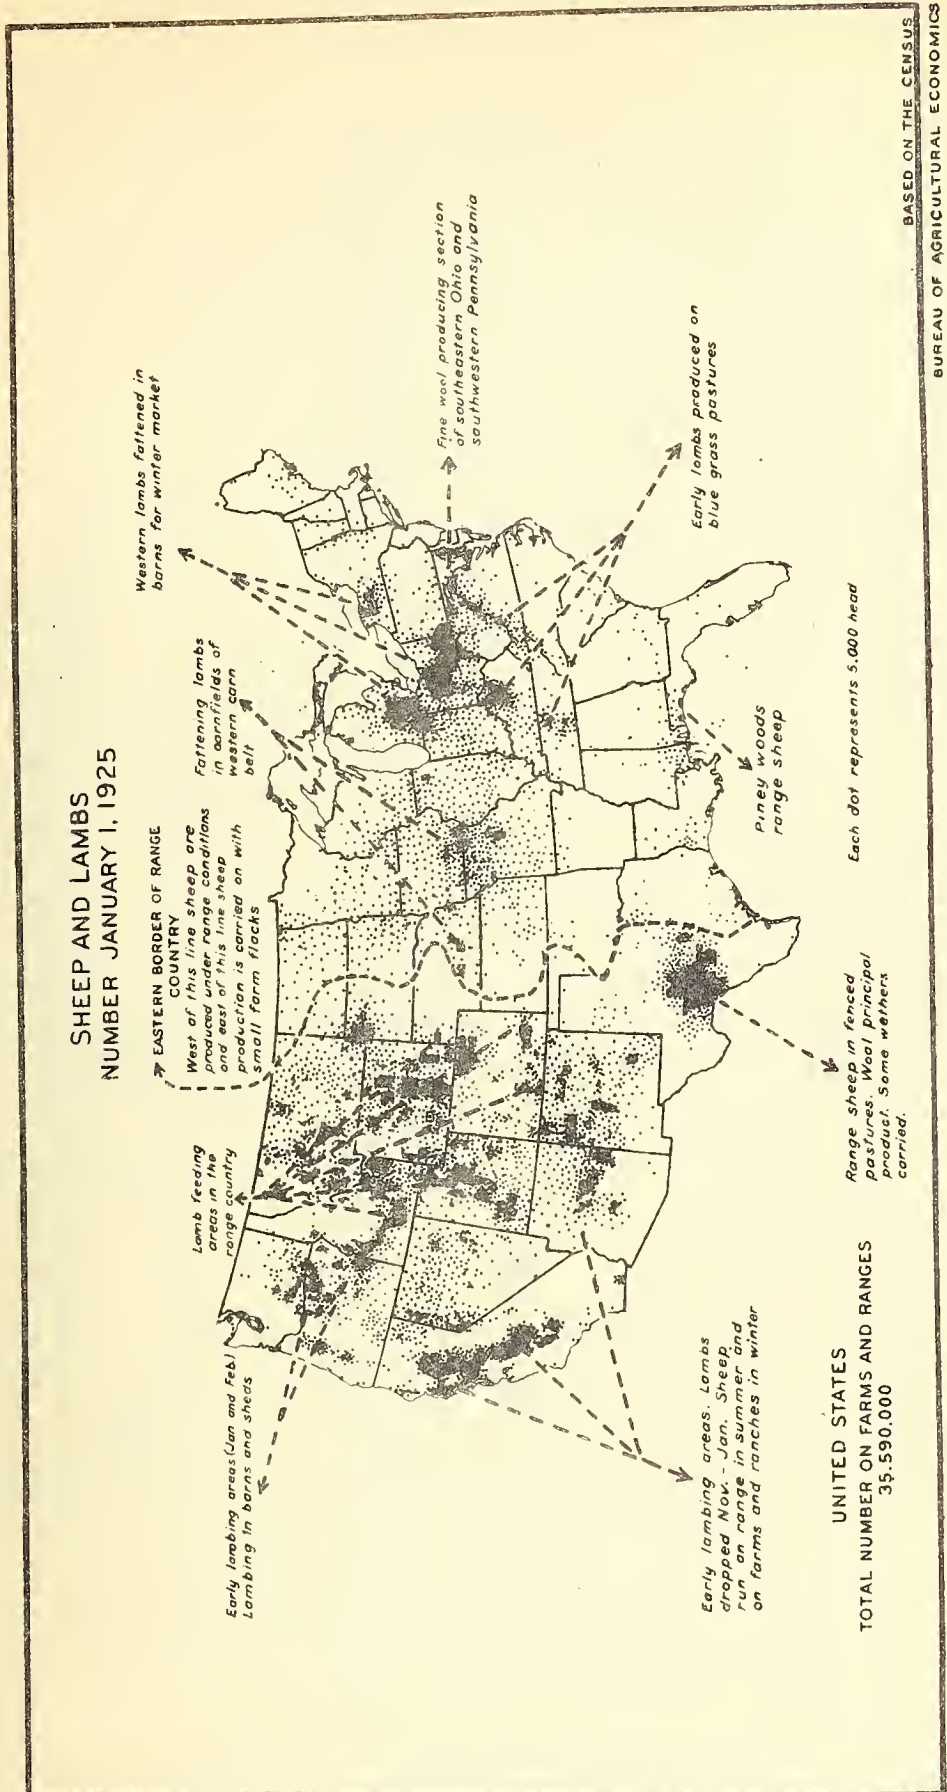 SHEEP AND LAMBS
NUMBER JANUARY 1, 1925
EASTERN BORDER OF RANGE
COUNTRY
West of this line sheep are
produced under range conditions
and east of this line sheep
production is carried on with
small farm flocks
Lamb feeding
areas in the
range country
Fattening lambs
in cornfields of
western corn
belt
Western lambs fattened in
barns for winter market
Early lambing areas (Jan and Feb.)
Lambing in barns and sheds
Fine wool producing section
of southeastern Ohio and
southwestern Pennsylvania
Early lambs produced on
blue grass pastures
Early lambing areas. Lambs
dropped Nov. - Jan. Sheep
run on range in summer and
on farms and ranches in winter
Piney woods
range sheep
Range sheep in fenced
pastures. Wool principal
product. Some wethers
carried.
Each dot represents 5,000 head
UNITED STATES
TOTAL NUMBER ON FARMS AND RANGES
35,590,000
BASED ON THE CENSUS
BUREAU OF AGRICULTURAL ECONOMICS